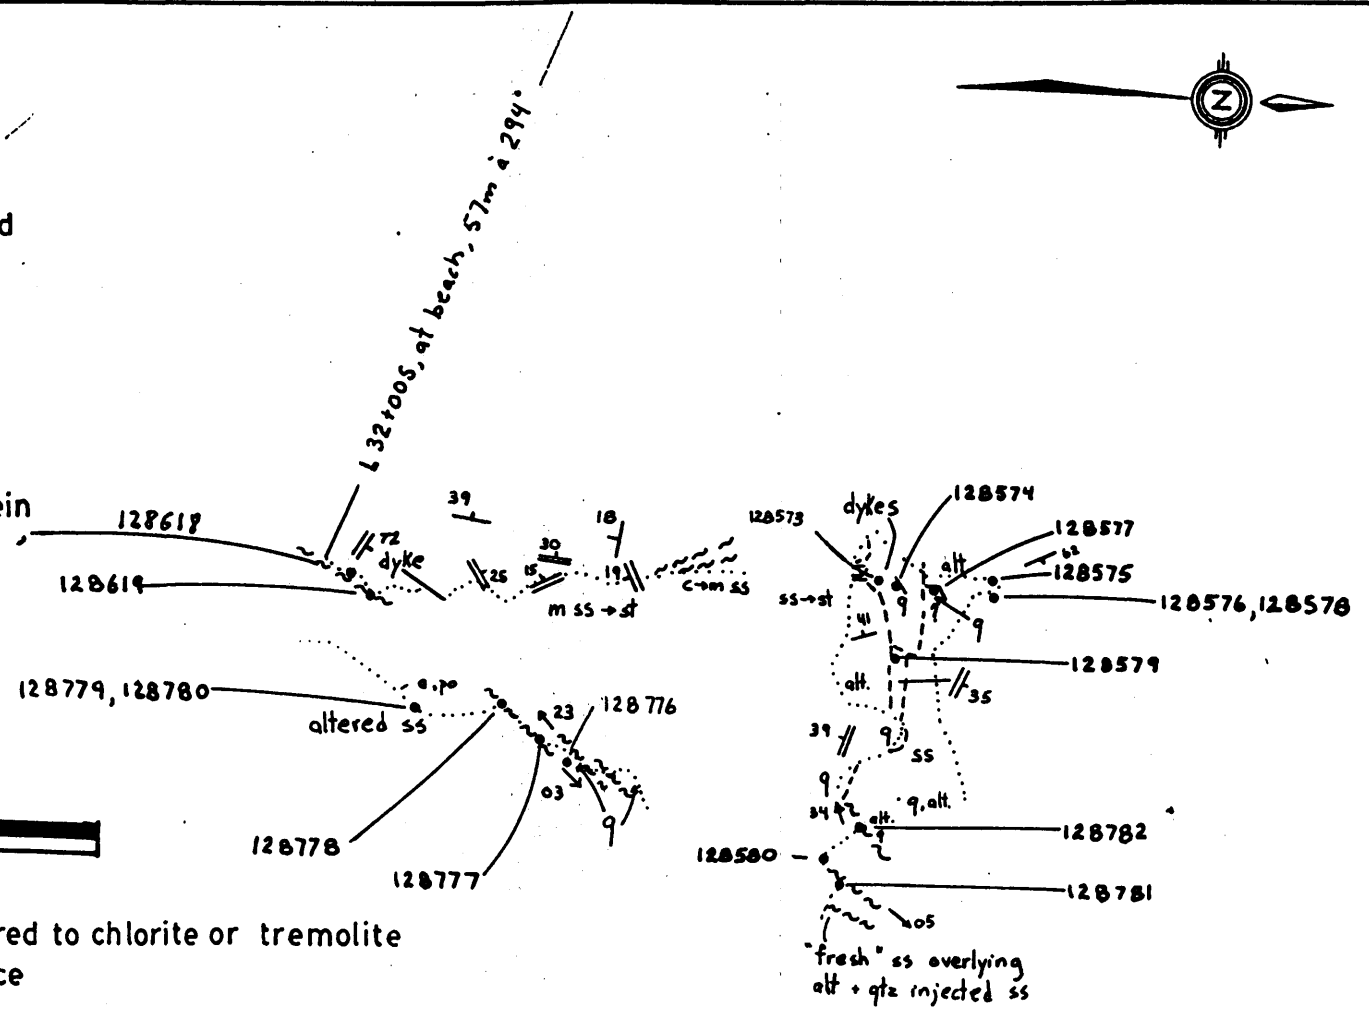 N
d
L 32+00S, at beach, 57m à 294°
ein
,
128618
128619
72
dyke
39
25
30
15
m ss → st
18
19
c→m ss
128573
dykes
128574
128577
alt
62
128575
128576, 128578
ss→st
q
q
q
41
128579
alt.
35
39
q
ss
q
34
q, alt.
alt.
q
128782
128580
128781
05
"fresh" ss overlying
alt + qtz injected ss
128779, 128780
a, po
altered ss
23
128776
03
q
128778
128777
red to chlorite or tremolite
ce